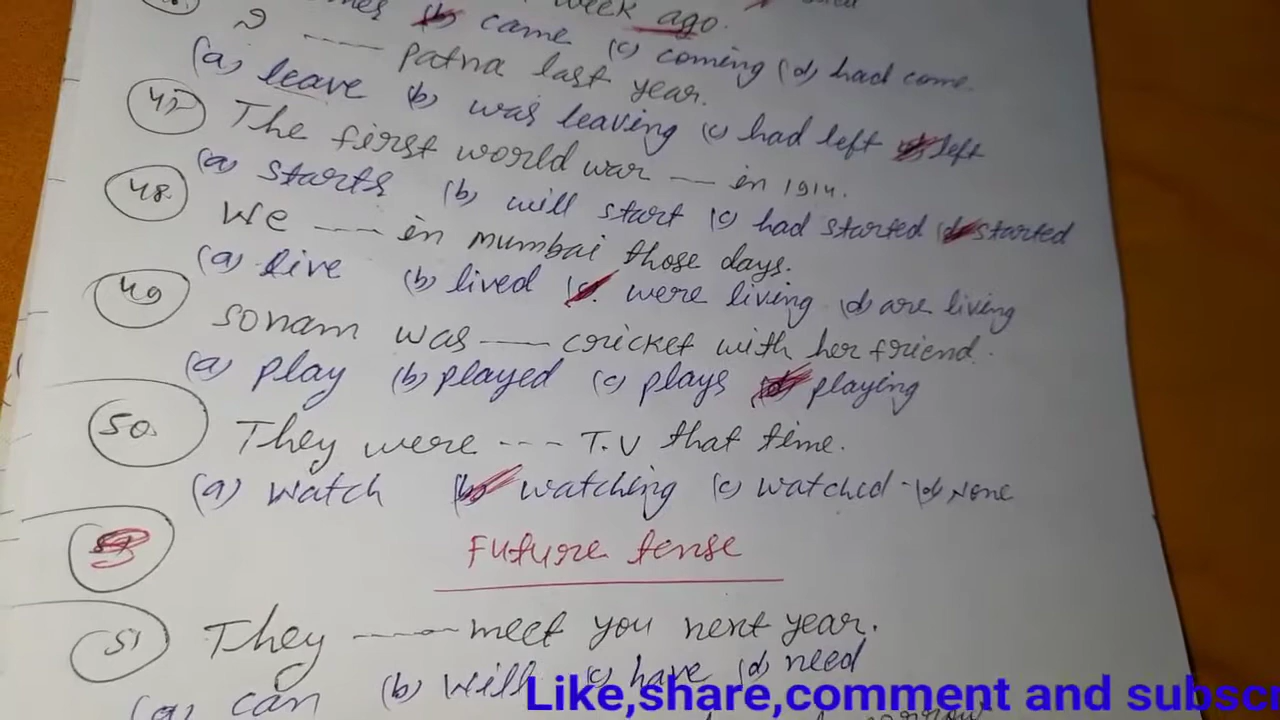 week ago.
(b) came (c) coming (d) had come.
I ---- Patna last year.
(a) leave (b) was leaving (c) had left (d) left
47. The first world war — in 1914.
(a) starts (b) will start (c) had started (d) started
48. We ---- in mumbai those days.
(a) live (b) lived (c) were living (d) are living
49 Sonam was —— cricket with her friend.
(a) play (b) played (c) plays (d) playing
50. They were ---- T.V that time.
(a) watch (b) watching (c) watched (d) None
Future tense
51 They ------ meet you next year.
(a) can (b) will (c) have (d) need
Like,share,comment and subscr